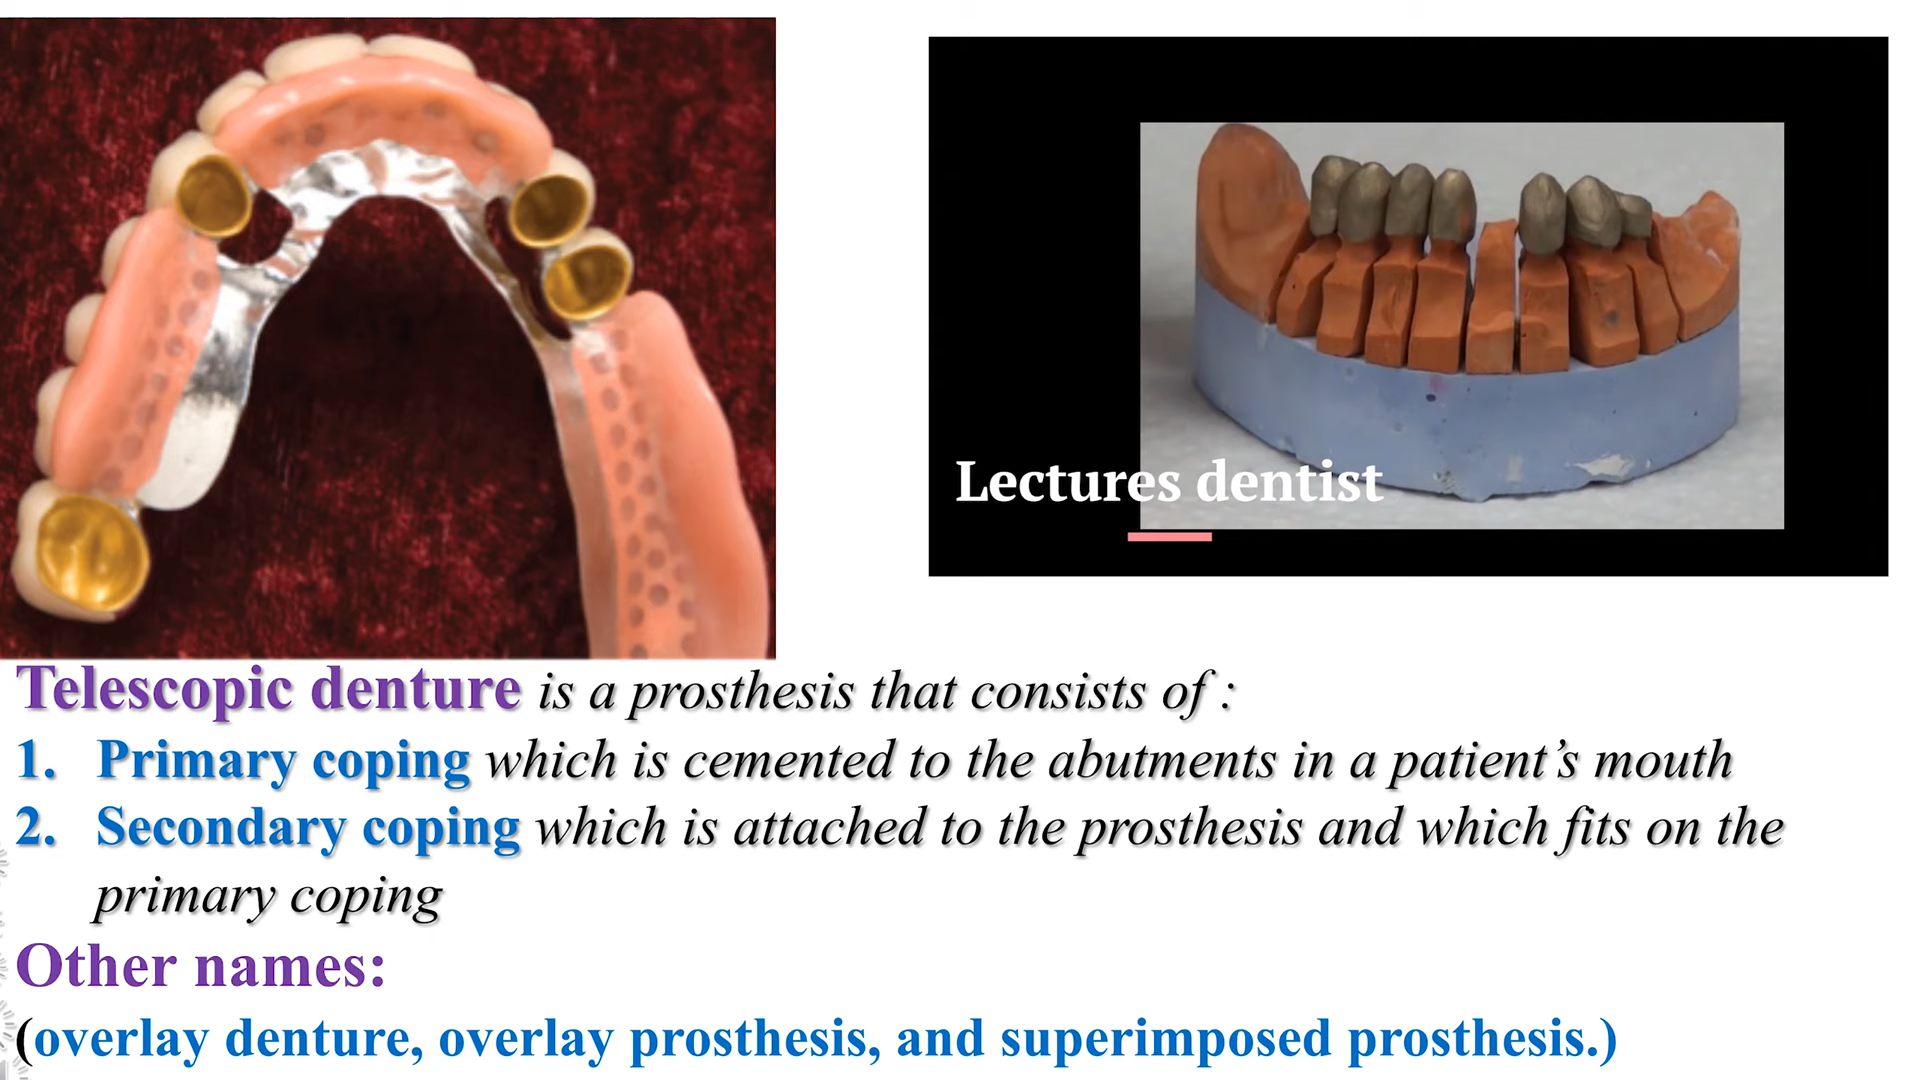 Lectures dentist
Telescopic denture is a prosthesis that consists of :
1. Primary coping which is cemented to the abutments in a patient’s mouth
2. Secondary coping which is attached to the prosthesis and which fits on the
primary coping
Other names:
(overlay denture, overlay prosthesis, and superimposed prosthesis.)